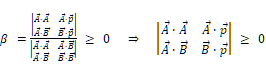 β = | A⃗·A⃗ A⃗·p⃗ |
| A⃗·B⃗ B⃗·p⃗ |
| A⃗·A⃗ A⃗·B⃗ |
| A⃗·B⃗ B⃗·B⃗ | ≥ 0 ⇒ | A⃗·A⃗ A⃗·p⃗ |
| A⃗·B⃗ B⃗·p⃗ | ≥ 0